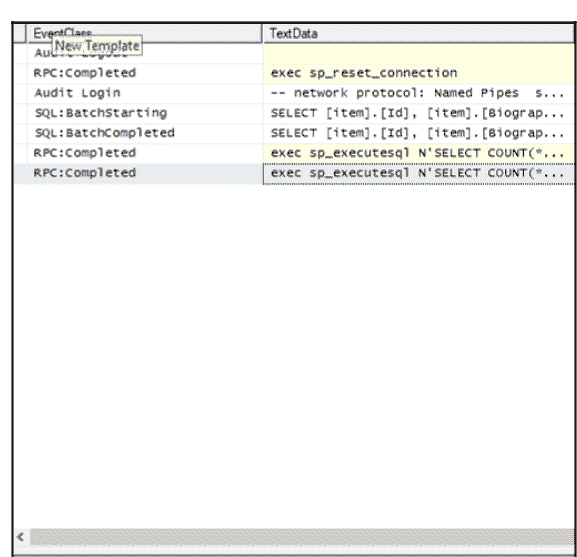 EventClass TextData
New Template
Audit Logout
RPC:Completed exec sp_reset_connection
Audit Login -- network protocol: Named Pipes s...
SQL:BatchStarting SELECT [item].[Id], [item].[Biograp...
SQL:BatchCompleted SELECT [item].[Id], [item].[Biograp...
RPC:Completed exec sp_executesql N'SELECT COUNT(*...
RPC:Completed exec sp_executesql N'SELECT COUNT(*...